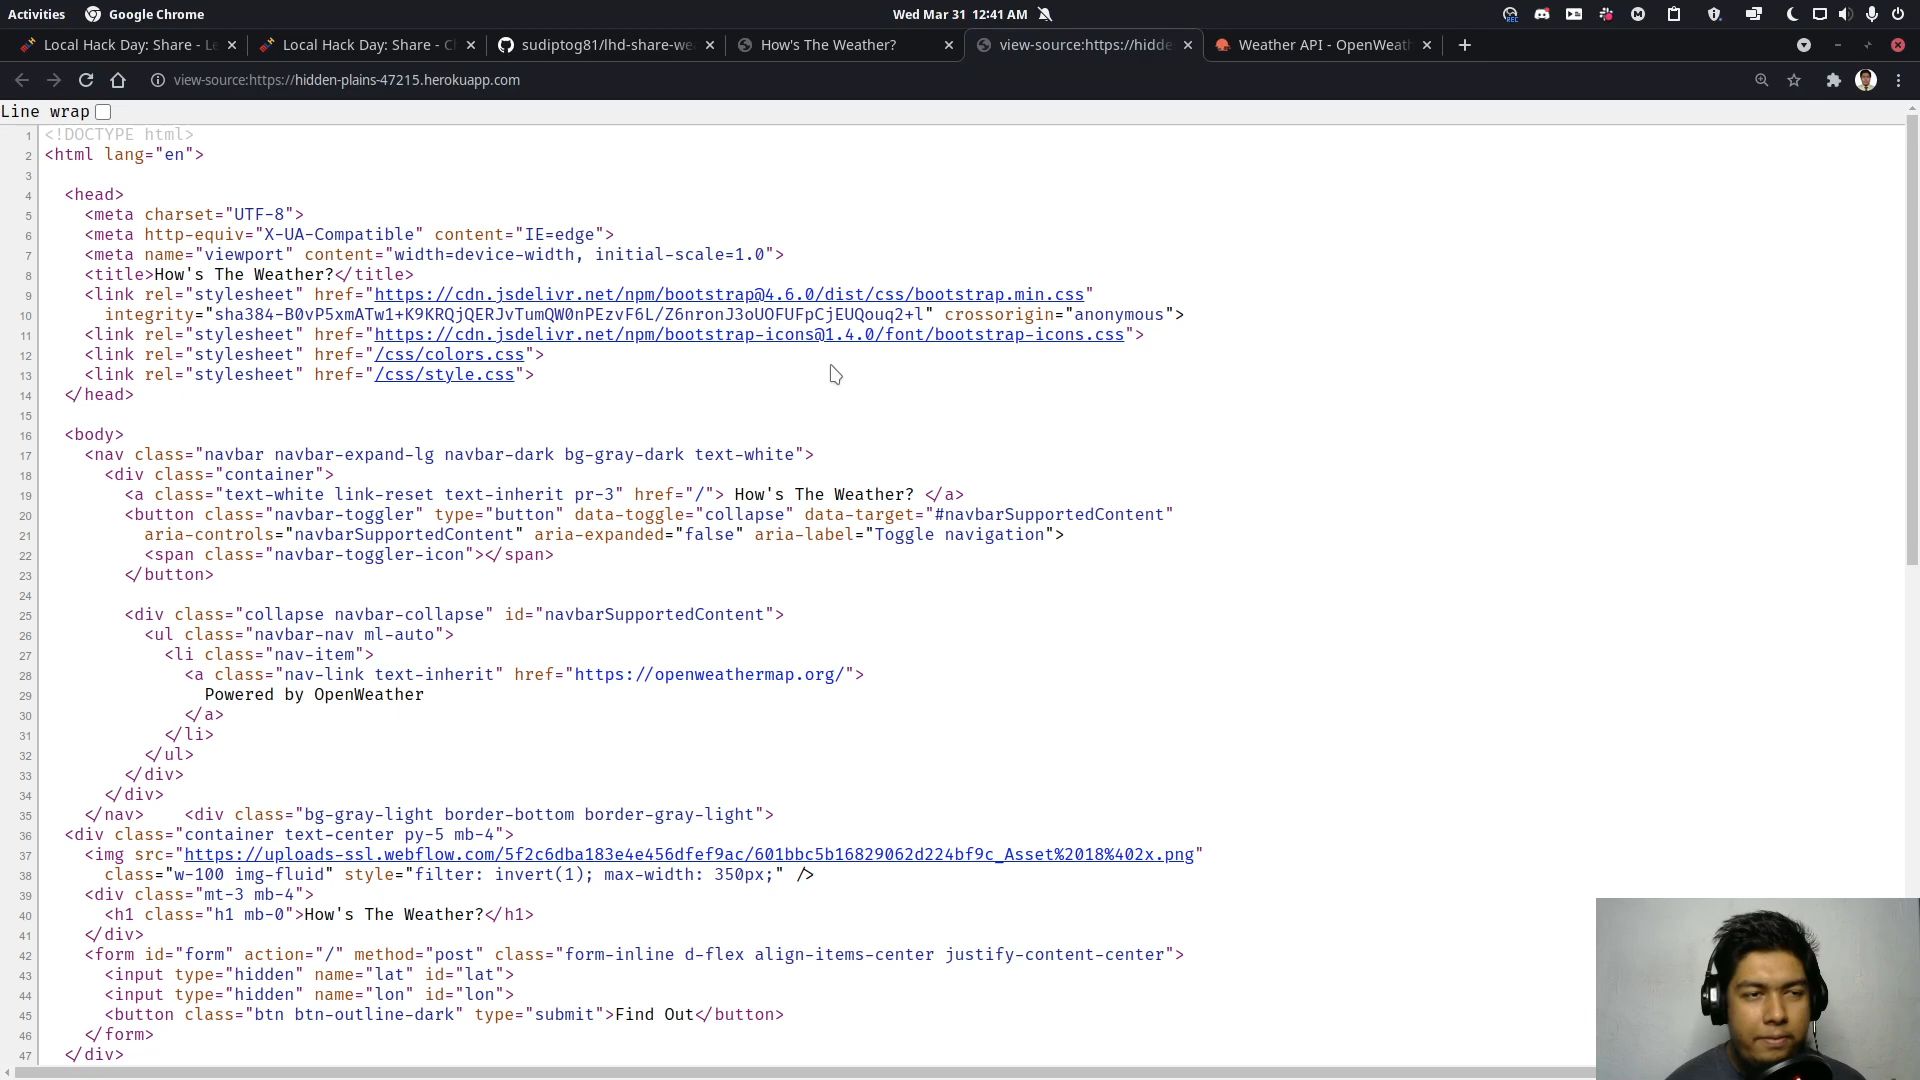 Activities Google Chrome Wed Mar 31 12:41 AM
Local Hack Day: Share - Le Local Hack Day: Share - C sudiptog81/lhd-share-wea How's The Weather? view-source:https://hidde Weather API - OpenWeath
view-source:https://hidden-plains-47215.herokuapp.com
Line wrap
1 <!DOCTYPE html>
2 <html lang="en">
3
4 <head>
5 <meta charset="UTF-8">
6 <meta http-equiv="X-UA-Compatible" content="IE=edge">
7 <meta name="viewport" content="width=device-width, initial-scale=1.0">
8 <title>How's The Weather?</title>
9 <link rel="stylesheet" href="https://cdn.jsdelivr.net/npm/bootstrap@4.6.0/dist/css/bootstrap.min.css"
10 integrity="sha384-B0vP5xmATw1+K9KRQjQERJvTumQW0nPEzvF6L/Z6nronJ3oUOFUFpCjEUQouq2+l" crossorigin="anonymous">
11 <link rel="stylesheet" href="https://cdn.jsdelivr.net/npm/bootstrap-icons@1.4.0/font/bootstrap-icons.css">
12 <link rel="stylesheet" href="/css/colors.css">
13 <link rel="stylesheet" href="/css/style.css">
14 </head>
15
16 <body>
17 <nav class="navbar navbar-expand-lg navbar-dark bg-gray-dark text-white">
18 <div class="container">
19 <a class="text-white link-reset text-inherit pr-3" href="/"> How's The Weather? </a>
20 <button class="navbar-toggler" type="button" data-toggle="collapse" data-target="#navbarSupportedContent"
21 aria-controls="navbarSupportedContent" aria-expanded="false" aria-label="Toggle navigation">
22 <span class="navbar-toggler-icon"></span>
23 </button>
24
25 <div class="collapse navbar-collapse" id="navbarSupportedContent">
26 <ul class="navbar-nav ml-auto">
27 <li class="nav-item">
28 <a class="nav-link text-inherit" href="https://openweathermap.org/">
29 Powered by OpenWeather
30 </a>
31 </li>
32 </ul>
33 </div>
34 </div>
35 </nav> <div class="bg-gray-light border-bottom border-gray-light">
36 <div class="container text-center py-5 mb-4">
37 <img src="https://uploads-ssl.webflow.com/5f2c6dba183e4e456dfef9ac/601bbc5b16829062d224bf9c_Asset%2018%402x.png"
38 class="w-100 img-fluid" style="filter: invert(1); max-width: 350px;" />
39 <div class="mt-3 mb-4">
40 <h1 class="h1 mb-0">How's The Weather?</h1>
41 </div>
42 <form id="form" action="/" method="post" class="form-inline d-flex align-items-center justify-content-center">
43 <input type="hidden" name="lat" id="lat">
44 <input type="hidden" name="lon" id="lon">
45 <button class="btn btn-outline-dark" type="submit">Find Out</button>
46 </form>
47 </div>